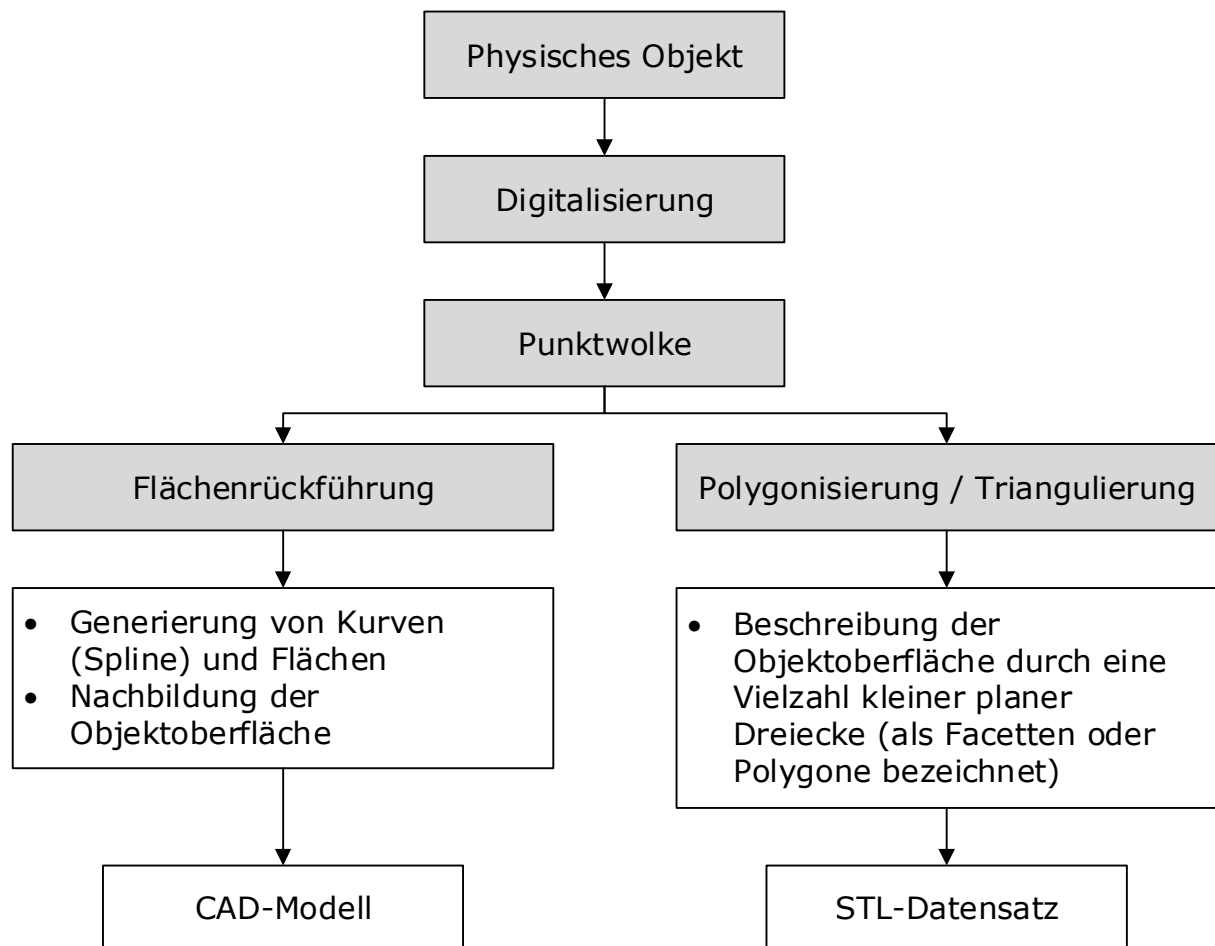 Physisches Objekt
Digitalisierung
Punktwolke
Flächenrückführung
• Generierung von Kurven
(Spline) und Flächen
• Nachbildung der
Objektoberfläche
CAD-Modell
Polygonisierung / Triangulierung
• Beschreibung der
Objektoberfläche durch eine
Vielzahl kleiner planer
Dreiecke (als Facetten oder
Polygone bezeichnet)
STL-Datensatz